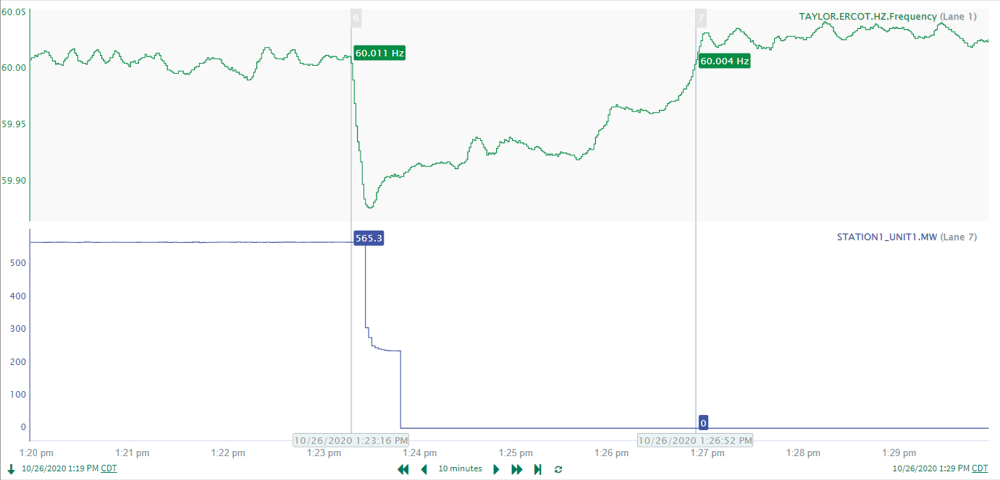 60.05
6
7
TAYLOR.ERCOT.HZ.Frequency (Lane 1)
60.011 Hz
60.004 Hz
60.00
59.95
59.90
565.3
STATION1_UNIT1.MW (Lane 7)
500
400
300
200
100
0
0
10/26/2020 1:23:16 PM
10/26/2020 1:26:52 PM
1:20 pm 1:21 pm 1:22 pm 1:23 pm 1:24 pm 1:25 pm 1:26 pm 1:27 pm 1:28 pm 1:29 pm
10/26/2020 1:19 PM CDT
10 minutes
10/26/2020 1:29 PM CDT